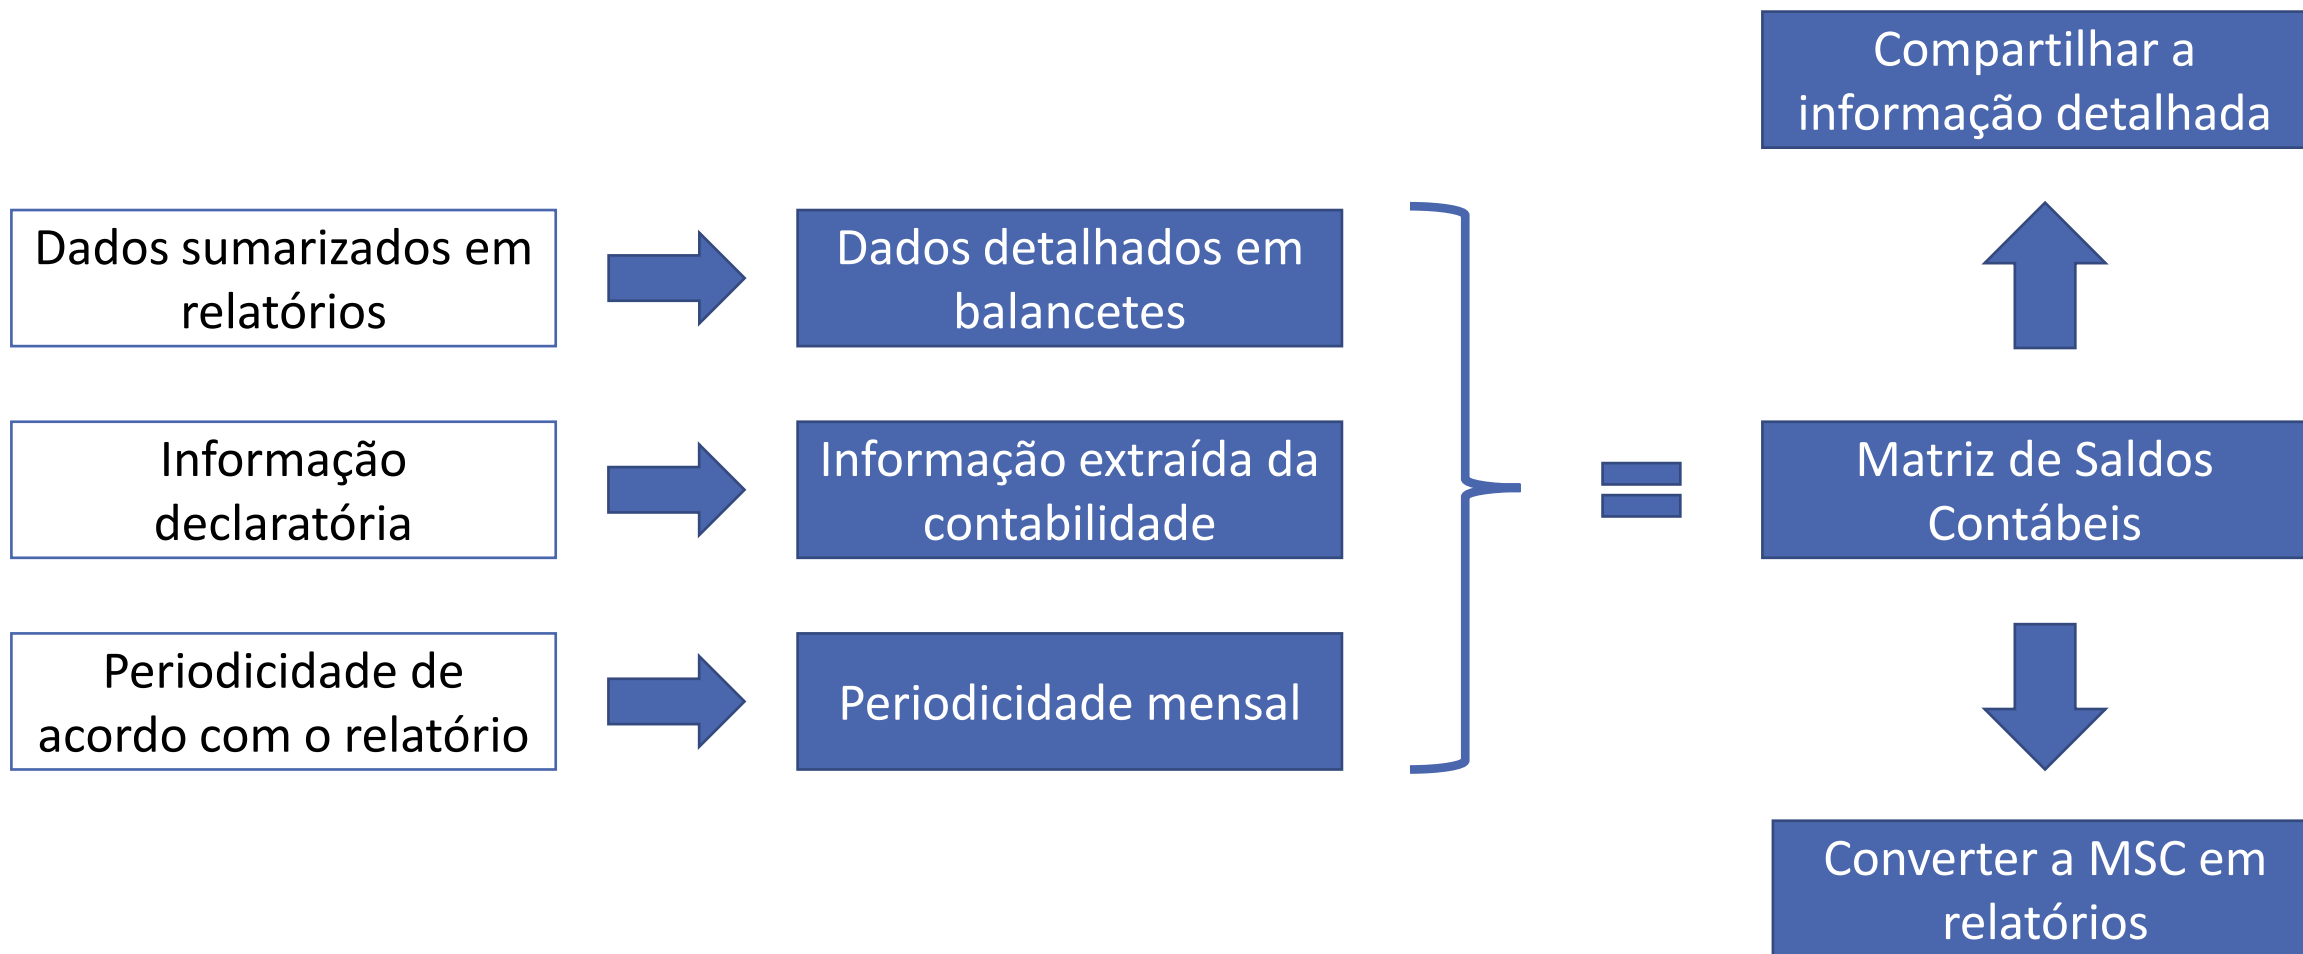 Compartilhar a
informação detalhada
Dados sumarizados em
relatórios
Dados detalhados em
balancetes
Informação
declaratória
Informação extraída da
contabilidade
Matriz de Saldos
Contábeis
Periodicidade de
acordo com o relatório
Periodicidade mensal
Converter a MSC em
relatórios